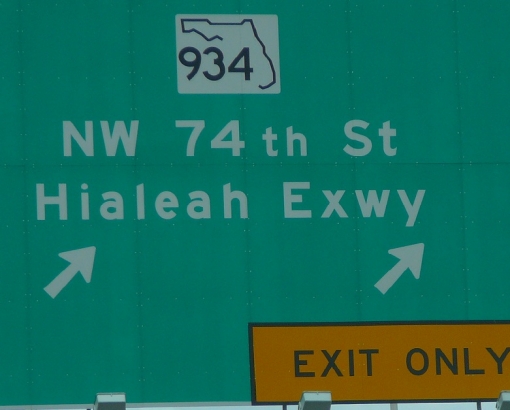 934
NW 74th St
Hialeah Exwy
EXIT ONLY